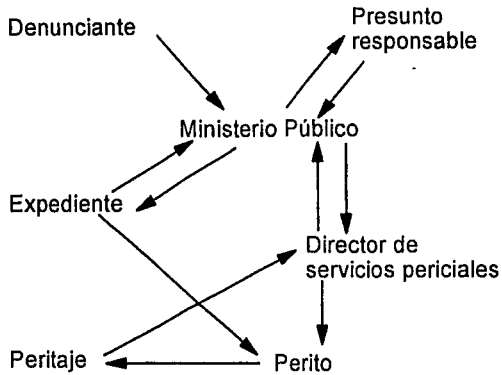 Denunciante
Presunto
responsable
Ministerio Público
Expediente
Director de
servicios periciales
Peritaje
Perito